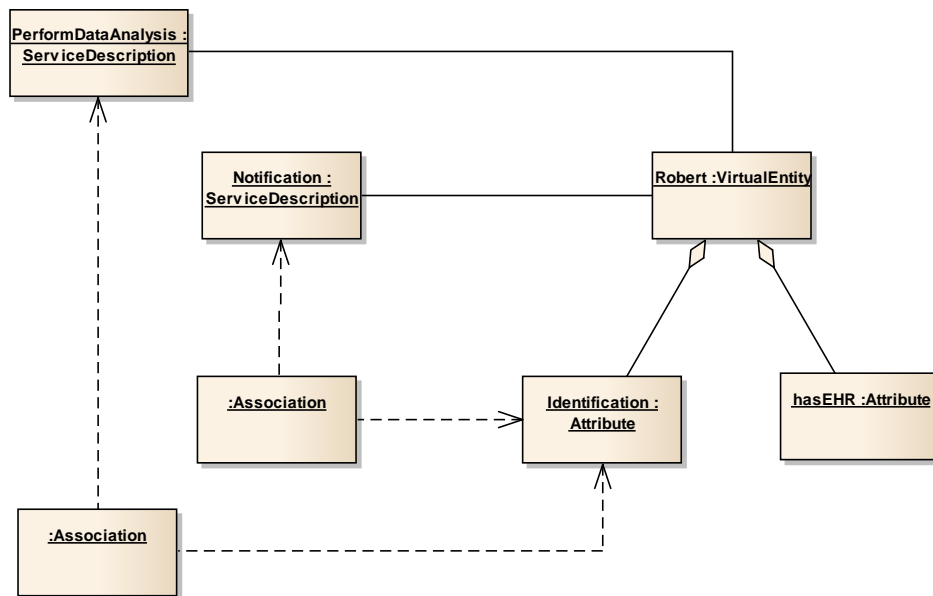 PerformDataAnalysis :
ServiceDescription
Notification :
ServiceDescription
Robert :VirtualEntity
:Association
Identification :
Attribute
hasEHR :Attribute
:Association